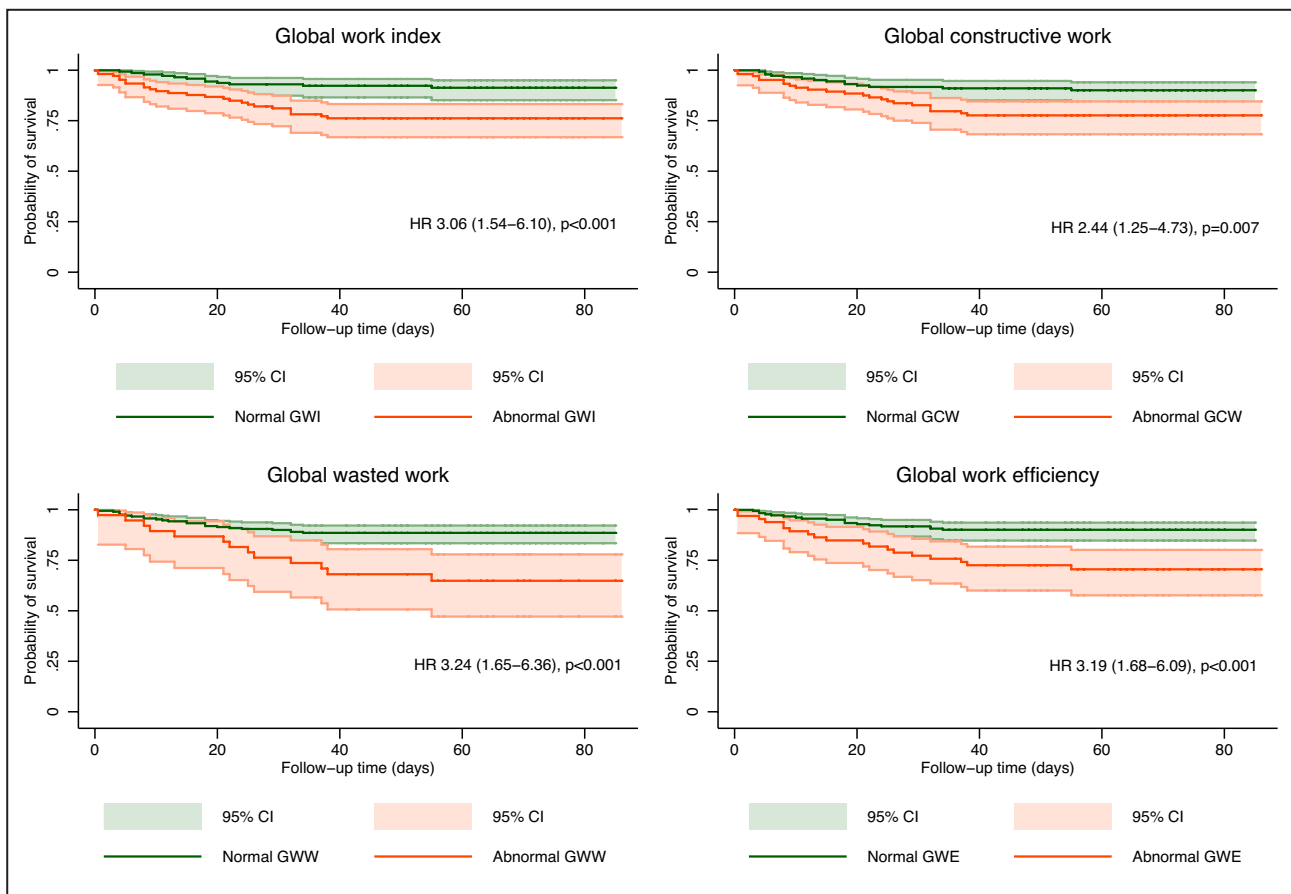 Global work index
Probability of survival
1
.75
.5
.25
0
HR 3.06 (1.54−6.10), p<0.001
0 20 40 60 80
Follow−up time (days)
95% CI 95% CI
Normal GWI Abnormal GWI
Global constructive work
Probability of survival
1
.75
.5
.25
0
HR 2.44 (1.25−4.73), p=0.007
0 20 40 60 80
Follow−up time (days)
95% CI 95% CI
Normal GCW Abnormal GCW
Global wasted work
Probability of survival
1
.75
.5
.25
0
HR 3.24 (1.65−6.36), p<0.001
0 20 40 60 80
Follow−up time (days)
95% CI 95% CI
Normal GWW Abnormal GWW
Global work efficiency
Probability of survival
1
.75
.5
.25
0
HR 3.19 (1.68−6.09), p<0.001
0 20 40 60 80
Follow−up time (days)
95% CI 95% CI
Normal GWE Abnormal GWE